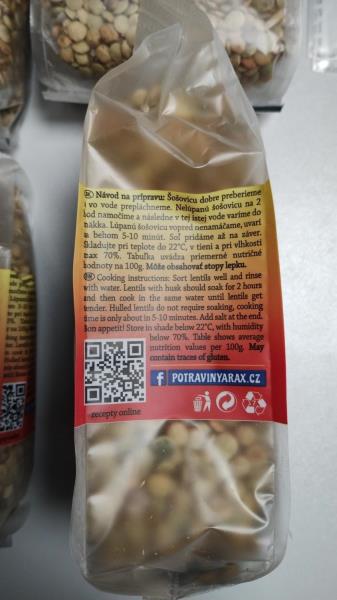 SK Návod na prípravu: Šošovicu dobre preberieme
vo vode prepláchneme. Nelúpanú šošovicu na 2
hod namočíme a následne v tej istej vode varíme do
mäkka. Lúpanú šošovicu vopred nenamáčame, uvarí
sa behom 5-10 minút. Soľ pridáme až na záver.
Skladujte pri teplote do 22°C, v tieni a pri vlhkosti
max 70%. Tabuľka uvádza priemerné nutričné
hodnoty na 100g. Môže obsahovať stopy lepku.
GB Cooking instructions: Sort lentils well and rinse
with water. Lentils with husk should soak for 2 hours
and then cook in the same water until lentils get
tender. Hulled lentils do not require soaking, cooking
time is only about in 5-10 minutes. Add salt at the end.
Bon appetit! Store in shade below 22°C, with humidity
below 70%. Table shows average
nutrition values per 100g. May
contain traces of gluten.
f POTRAVINYARAX.CZ
recepty online